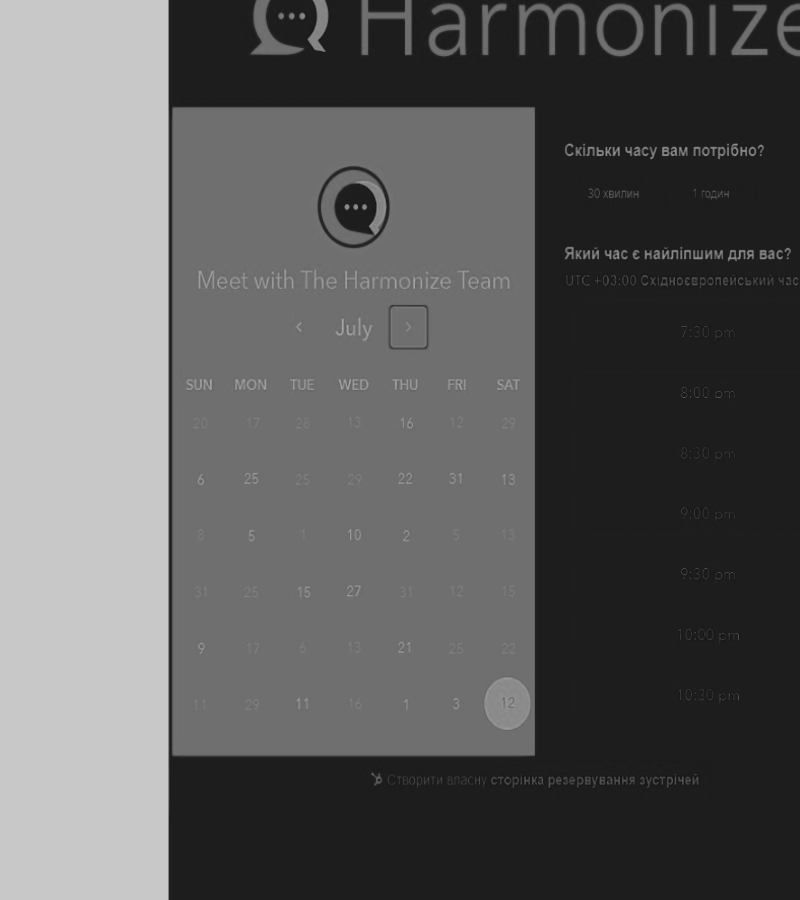 Harmonize
Meet with The Harmonize Team
July
SUN MON TUE WED THU FRI SAT
20 17 28 13 16 12 29
6 25 25 29 22 31 13
8 5 1 10 2 5 13
31 25 15 27 31 12 15
9 17 6 13 21 25 22
11 29 11 16 1 3 12
Скільки часу вам потрібно?
30 хвилин 1 годин
Який час є найліпшим для вас?
UTC +03:00 Східноєвропейський час
7:30 pm
8:00 pm
8:30 pm
9:00 pm
9:30 pm
10:00 pm
10:30 pm
Створити власну сторінка резервування зустрічей